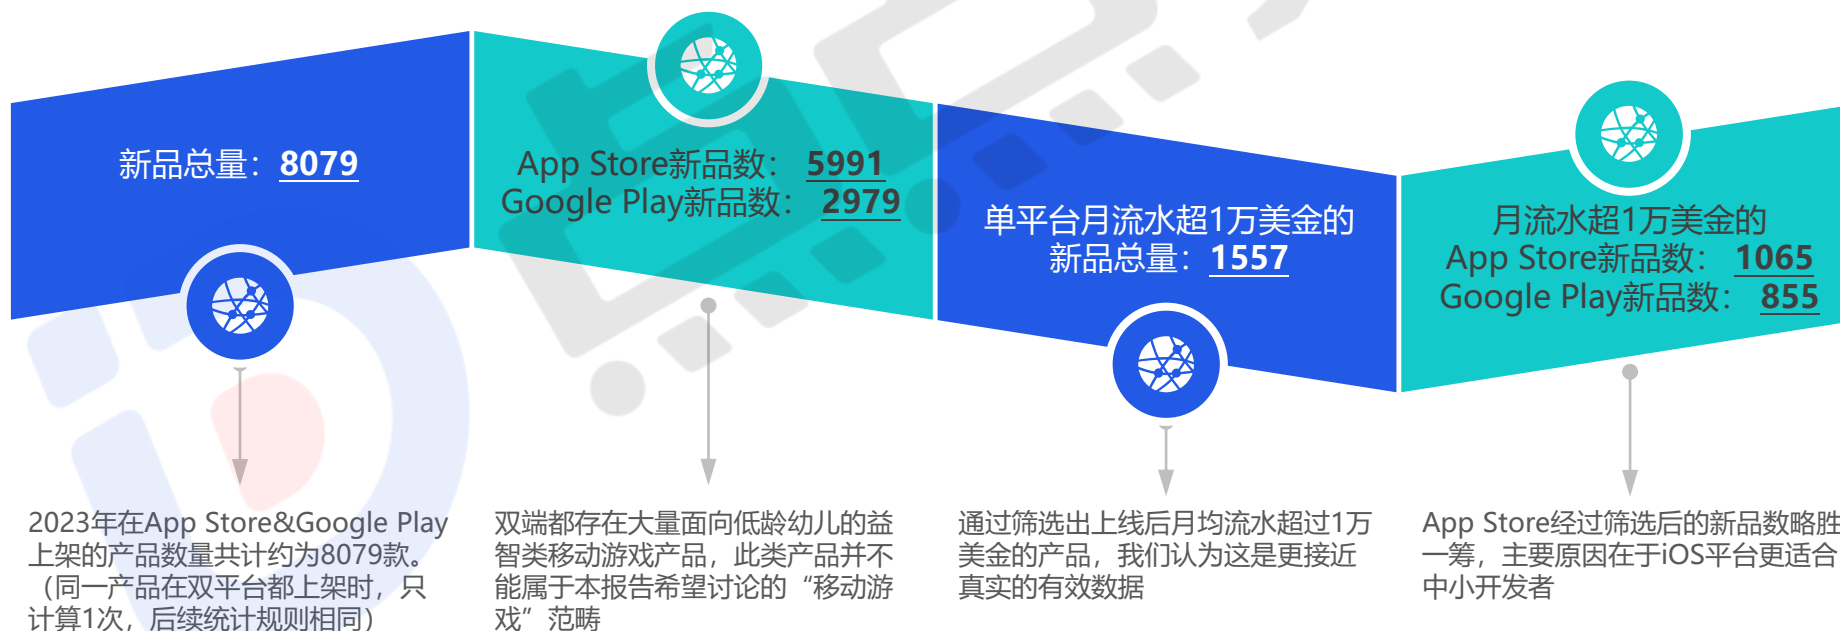 新品总量：8079
App Store新品数：5991
Google Play新品数：2979
单平台月流水超1万美金的
新品总量：1557
月流水超1万美金的
App Store新品数：1065
Google Play新品数：855
2023年在App Store&Google Play
上架的产品数量共计约为8079款。
（同一产品在双平台都上架时，只
计算1次，后续统计规则相同）
双端都存在大量面向低龄幼儿的益
智类移动游戏产品，此类产品并不
能属于本报告希望讨论的“移动游
戏”范畴
通过筛选出上线后月均流水超过1万
美金的产品，我们认为这是更接近
真实的有效数据
App Store经过筛选后的新品数略胜
一筹，主要原因在于iOS平台更适合
中小开发者